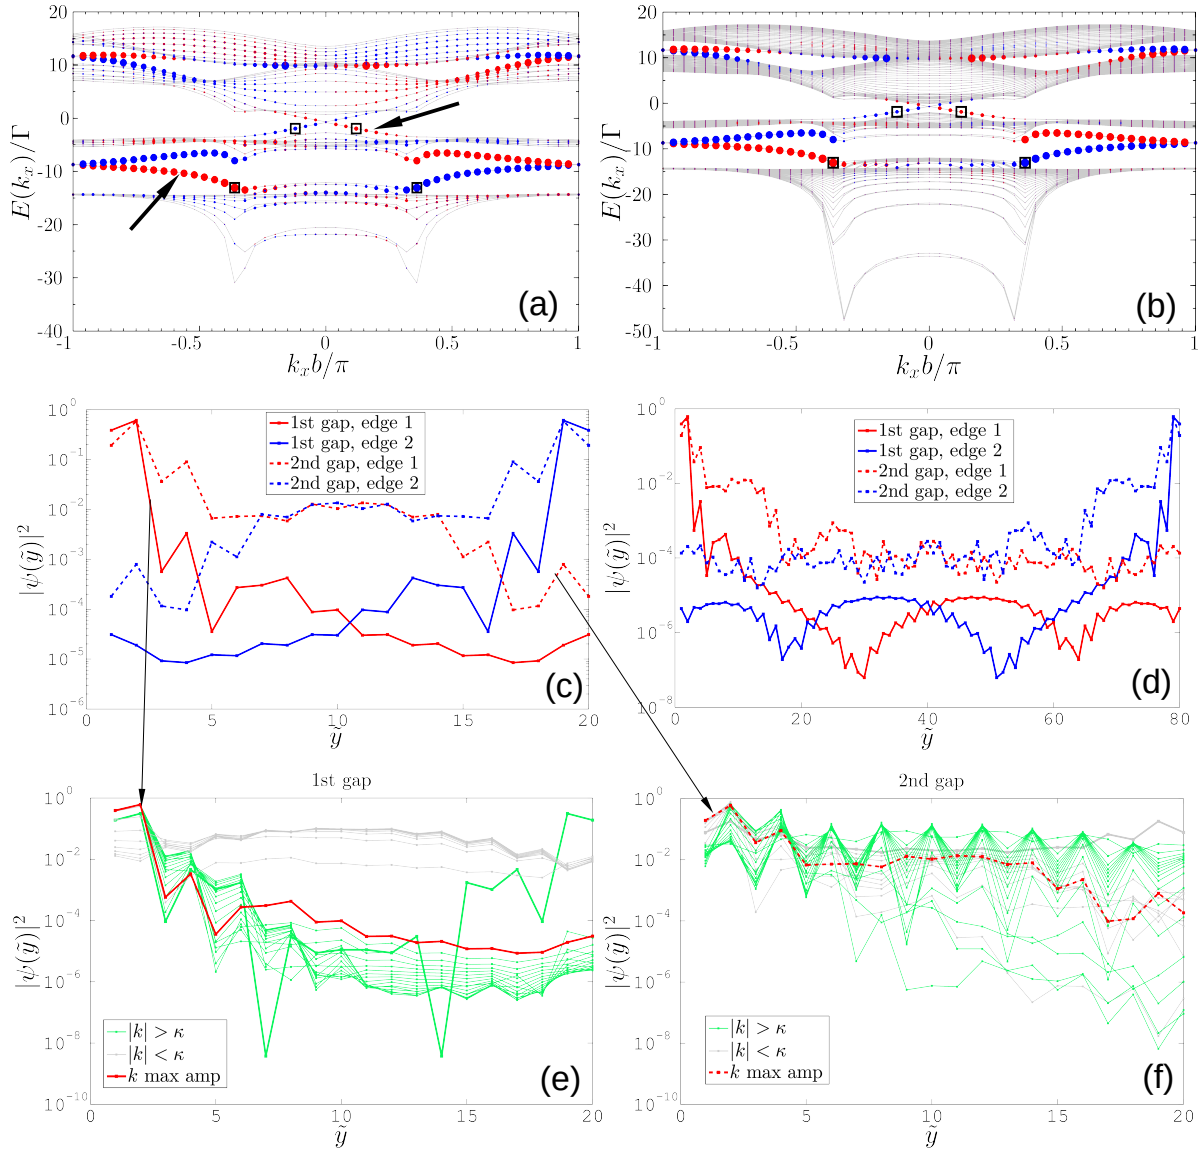 20
10
0
-10
-20
-30
-40
E(k_x)/Γ
-1
-0.5
0
0.5
1
k_x b/π
(a)
20
10
0
-10
-20
-30
-40
-50
E(k_x)/Γ
-1
-0.5
0
0.5
1
k_x b/π
(b)
10^0
10^-1
10^-2
10^-3
10^-4
10^-5
10^-6
|ψ(ỹ)|^2
1st gap, edge 1
1st gap, edge 2
2nd gap, edge 1
2nd gap, edge 2
0
5
10
15
20
ỹ
(c)
10^0
10^-2
10^-4
10^-6
10^-8
|ψ(ỹ)|^2
1st gap, edge 1
1st gap, edge 2
2nd gap, edge 1
2nd gap, edge 2
0
20
40
60
80
ỹ
(d)
1st gap
10^0
10^-2
10^-4
10^-6
10^-8
10^-10
|ψ(ỹ)|^2
|k| > κ
|k| < κ
k max amp
0
5
10
15
20
ỹ
(e)
2nd gap
10^0
10^-2
10^-4
10^-6
10^-8
10^-10
|ψ(ỹ)|^2
|k| > κ
|k| < κ
k max amp
0
5
10
15
20
ỹ
(f)